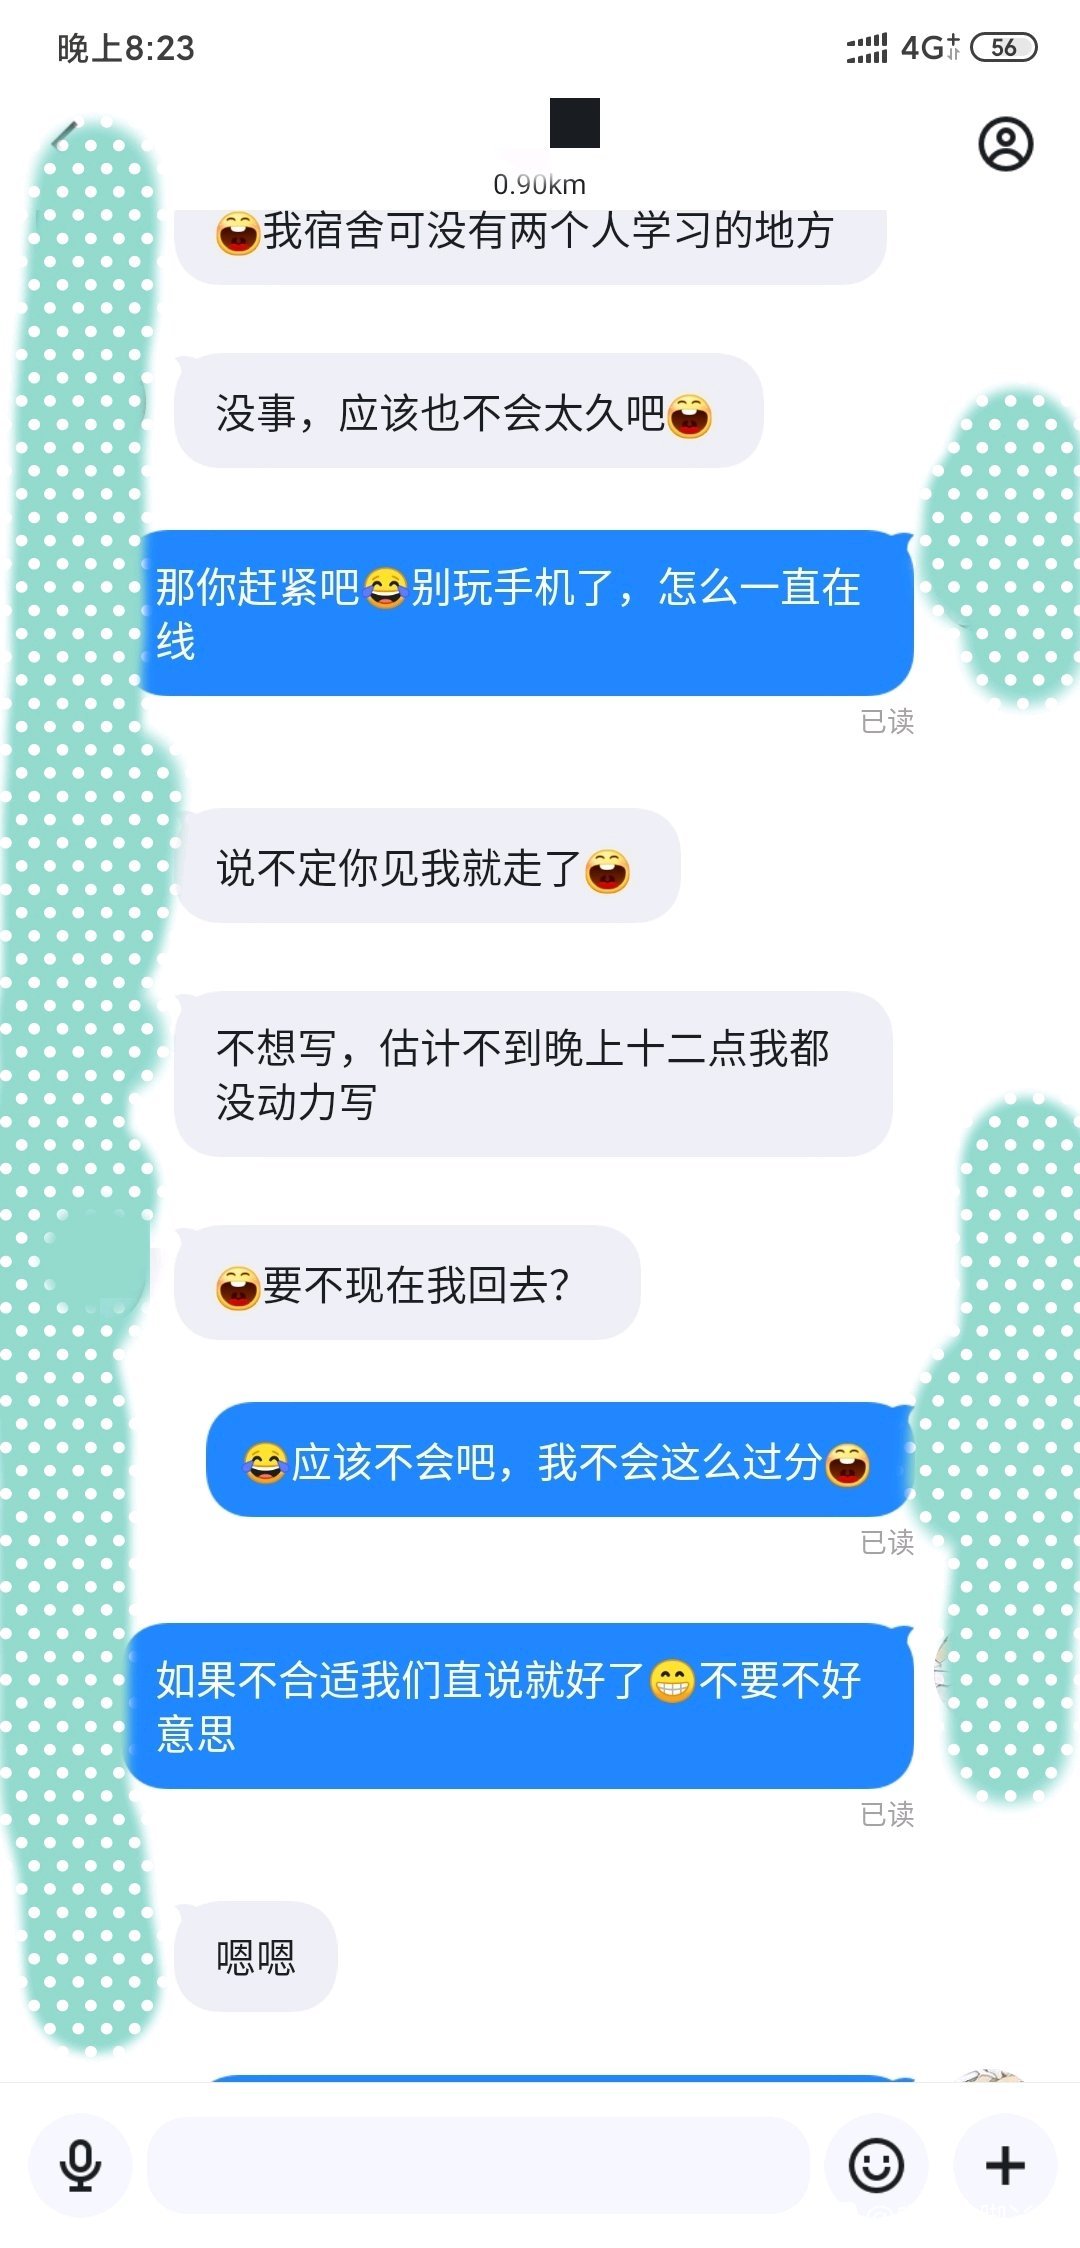 晚上8:23
4G+
56
0.90km
😄我宿舍可没有两个人学习的地方
没事，应该也不会太久吧😄
那你赶紧吧😂别玩手机了，怎么一直在
线
已读
说不定你见我就走了😄
不想写，估计不到晚上十二点我都
没动力写
😄要不现在我回去？
😂应该不会吧，我不会这么过分😄
已读
如果不合适我们直说就好了😁不要不好
意思
已读
嗯嗯